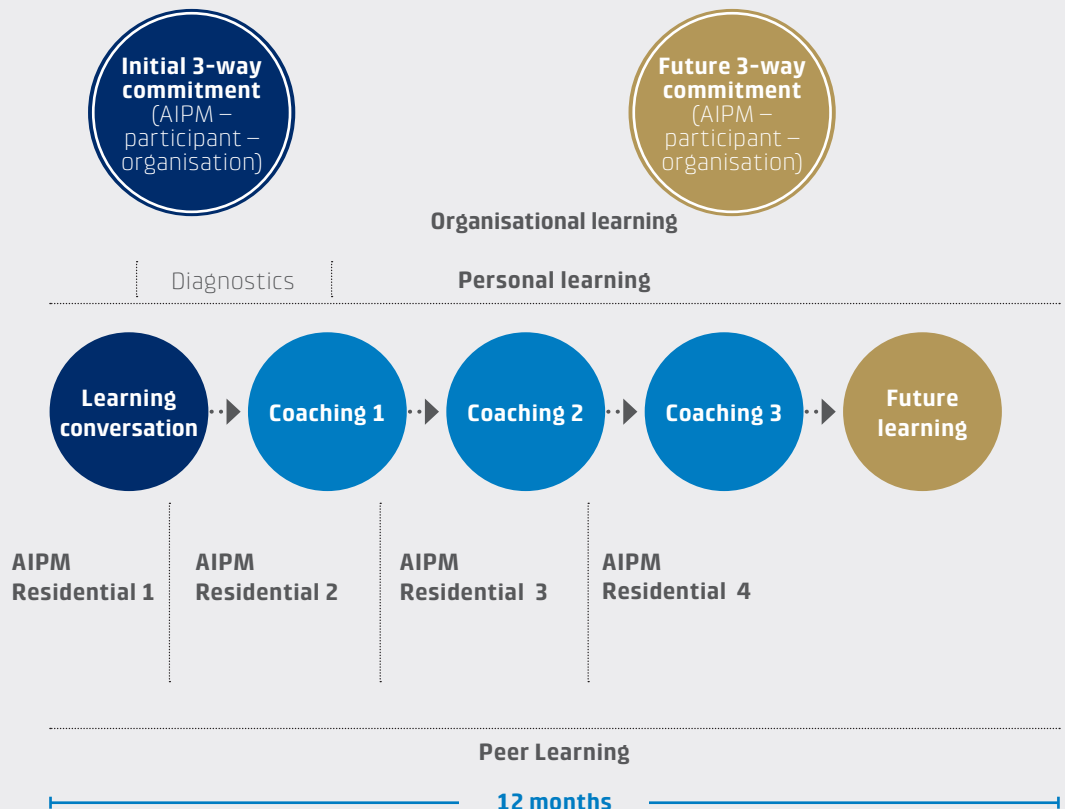 Initial 3-way
commitment
(AIPM –
participant –
organisation)
Future 3-way
commitment
(AIPM –
participant –
organisation)
Organisational learning
Diagnostics
Personal learning
Learning
conversation
Coaching 1
Coaching 2
Coaching 3
Future
learning
AIPM
Residential 1
AIPM
Residential 2
AIPM
Residential 3
AIPM
Residential 4
Peer Learning
12 months